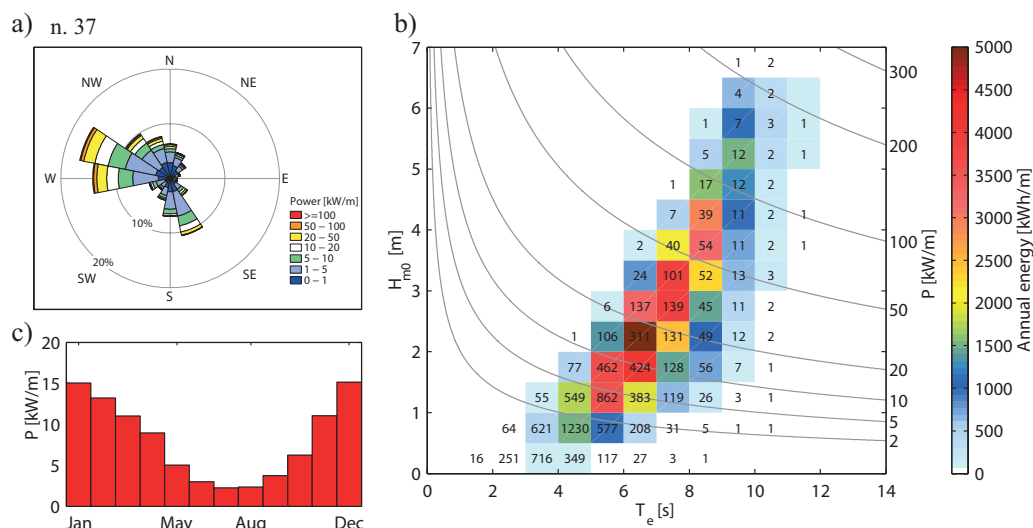 a) n. 37
N
NW
NE
W
E
10%
20%
SW
SE
S
Power [kW/m]
>=100
50 – 100
20 – 50
10 – 20
5 – 10
1 – 5
0 – 1
c)
20
15
10
5
0
P [kW/m]
Jan May Aug Dec
b)
7
6
5
4
3
2
1
0
H_m0 [m]
1 2
4 2
1 7 3 1
5 12 2 1
1 17 12 2
7 39 11 2 1
2 40 54 11 2 1
24 101 52 13 3
6 137 139 45 11 2
1 106 311 131 49 12 2
77 462 424 128 56 7 1
55 549 862 383 119 26 3 1
64 621 1230 577 208 31 5 1 1
16 251 716 349 117 27 3 1
0 2 4 6 8 10 12 14
T_e [s]
300
200
100
50
20
10
5
2
P [kW/m]
5000
4500
4000
3500
3000
2500
2000
1500
1000
500
0
Annual energy [kWh/m]